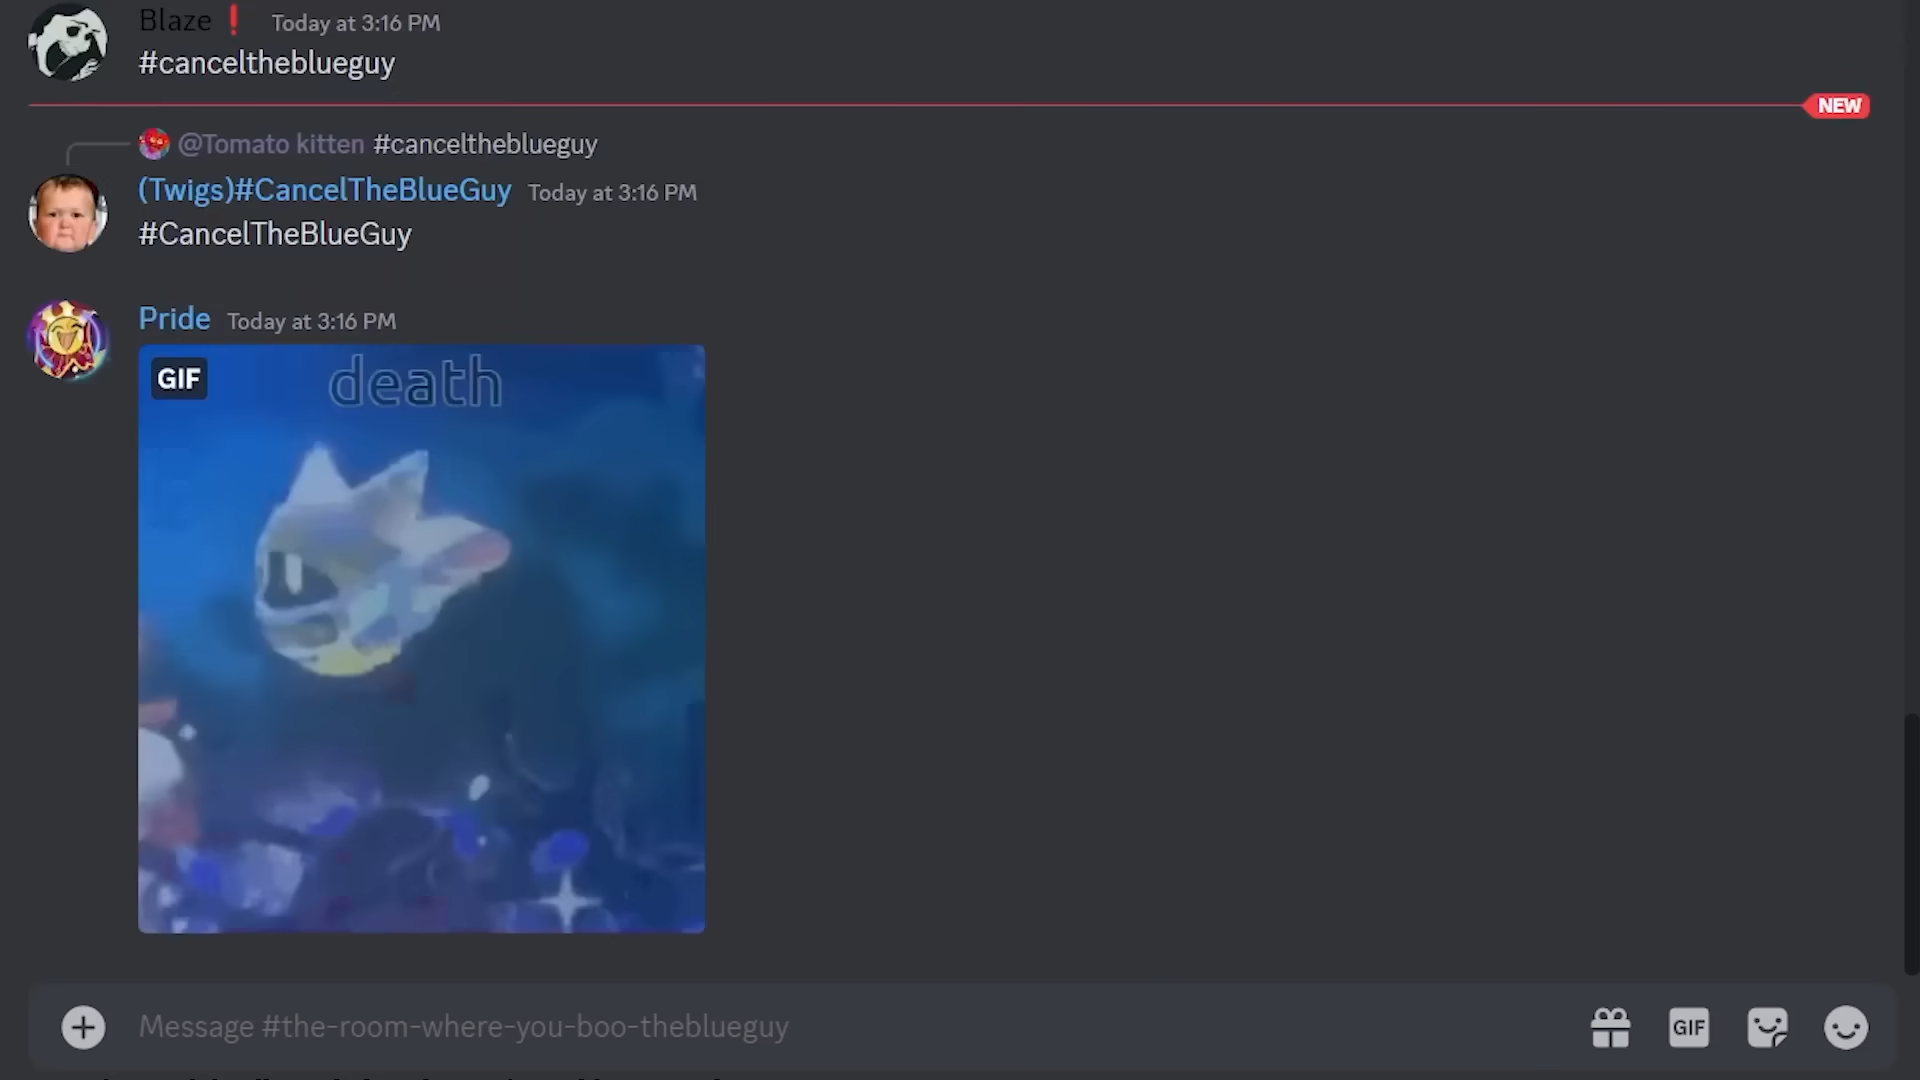 Blaze❗ Today at 3:16 PM
#canceltheblueguy
NEW
@Tomato kitten #canceltheblueguy
(Twigs)#CancelTheBlueGuy Today at 3:16 PM
#CancelTheBlueGuy
Pride Today at 3:16 PM
GIF
death
Message #the-room-where-you-boo-theblueguy
GIF